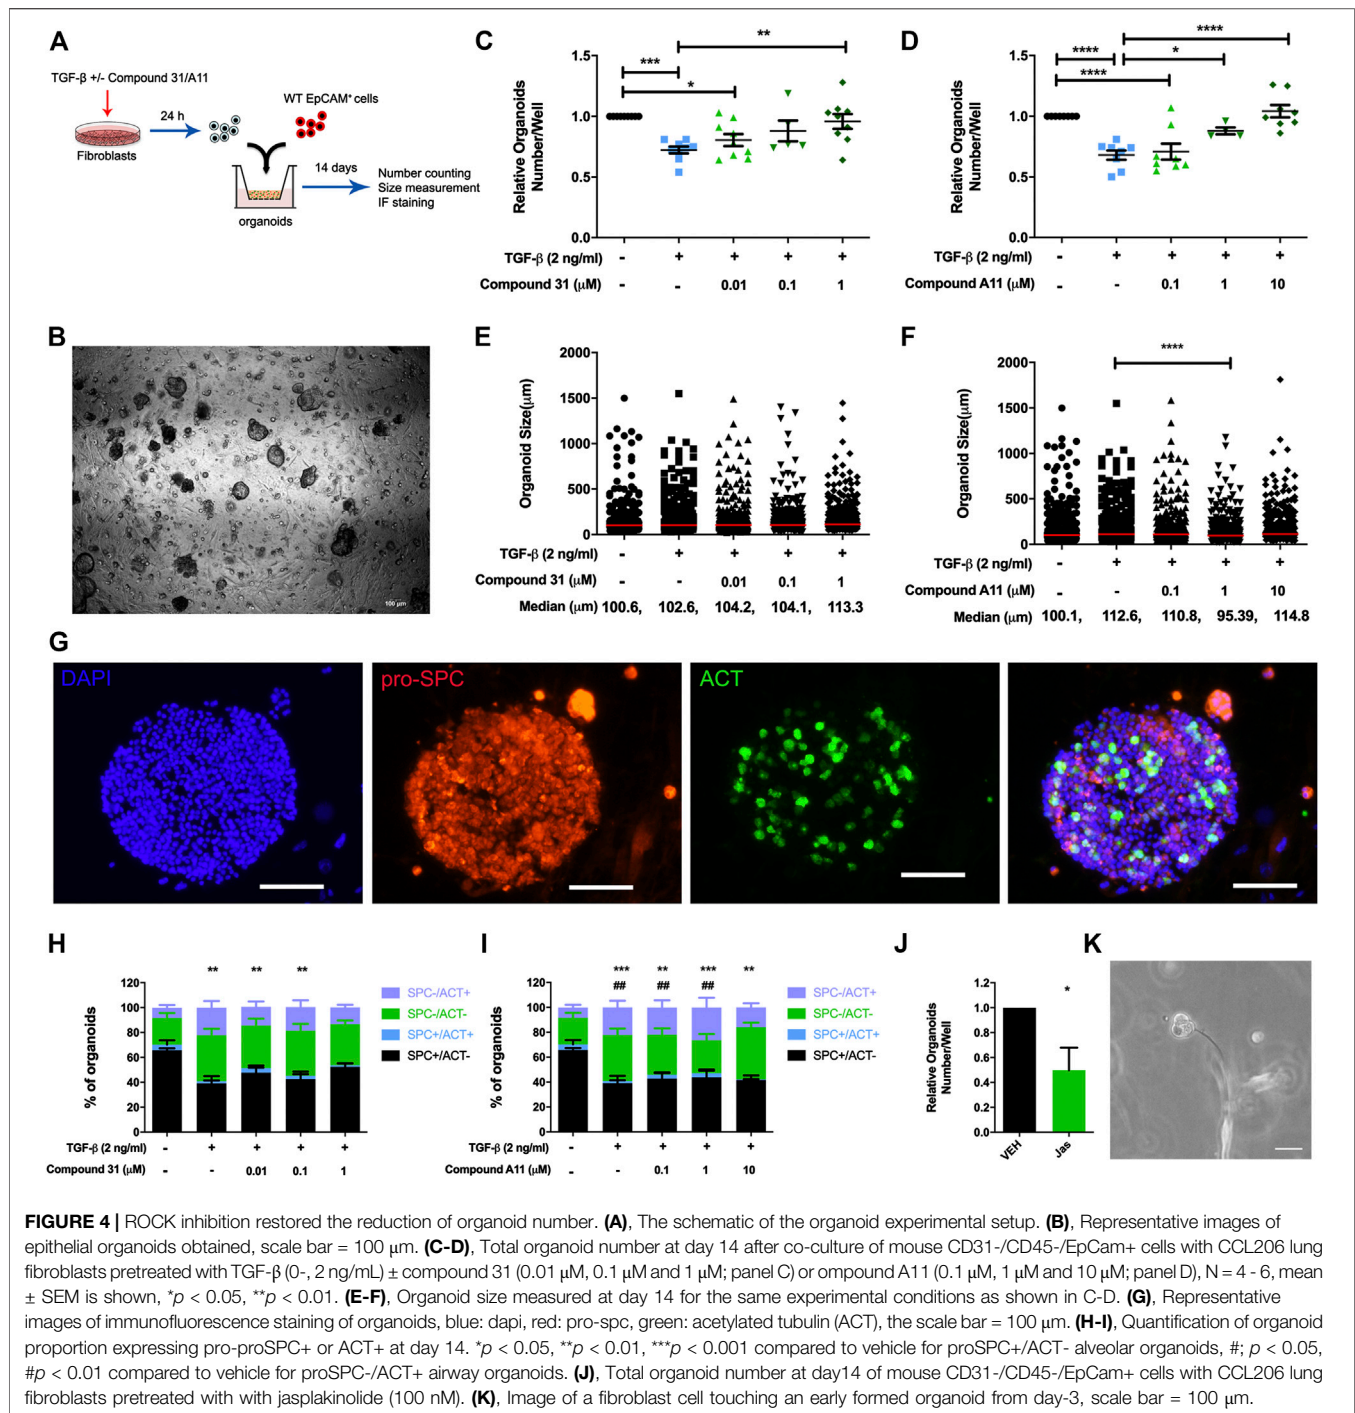 A
TGF-β +/- Compound 31/A11
24 h
WT EpCAM+ cells
Fibroblasts
14 days
Number counting
Size measurement
IF staining
organoids
C
Relative Organoids
Number/Well
1.5
1.0
0.5
0.0
***
*
**
TGF-β (2 ng/ml) - + + + +
Compound 31 (μM) - - 0.01 0.1 1
D
Relative Organoids
Number/Well
1.5
1.0
0.5
0.0
****
****
*
****
TGF-β (2 ng/ml) - + + + +
Compound A11 (μM) - - 0.1 1 10
B
100 μm
E
Organoid Size(μm)
2000
1500
1000
500
0
TGF-β (2 ng/ml) - + + + +
Compound 31 (μM) - - 0.01 0.1 1
Median (μm) 100.6, 102.6, 104.2, 104.1, 113.3
F
Organoid Size(μm)
2000
1500
1000
500
0
****
TGF-β (2 ng/ml) - + + + +
Compound A11 (μM) - - 0.1 1 10
Median (μm) 100.1, 112.6, 110.8, 95.39, 114.8
G
DAPI
pro-SPC
ACT
H
% of organoids
120
100
80
60
40
20
0
** ** **
SPC-/ACT+
SPC-/ACT-
SPC+/ACT+
SPC+/ACT-
TGF-β (2 ng/ml) - + + + +
Compound 31 (μM) - - 0.01 0.1 1
I
% of organoids
120
100
80
60
40
20
0
*** ** *** **
## ## ##
SPC-/ACT+
SPC-/ACT-
SPC+/ACT+
SPC+/ACT-
TGF-β (2 ng/ml) - + + + +
Compound A11 (μM) - - 0.1 1 10
J
Relative Organoids
Number/Well
1.2
1.0
0.8
0.6
0.4
0.2
0.0
*
VEH
Jas
K
FIGURE 4 | ROCK inhibition restored the reduction of organoid number. (A), The schematic of the organoid experimental setup. (B), Representative images of
epithelial organoids obtained, scale bar = 100 μm. (C-D), Total organoid number at day 14 after co-culture of mouse CD31-/CD45-/EpCam+ cells with CCL206 lung
fibroblasts pretreated with TGF-β (0-, 2 ng/mL) ± compound 31 (0.01 μM, 0.1 μM and 1 μM; panel C) or ompound A11 (0.1 μM, 1 μM and 10 μM; panel D), N = 4 - 6, mean
± SEM is shown, *p < 0.05, **p < 0.01. (E-F), Organoid size measured at day 14 for the same experimental conditions as shown in C-D. (G), Representative
images of immunofluorescence staining of organoids, blue: dapi, red: pro-spc, green: acetylated tubulin (ACT), the scale bar = 100 μm. (H-I), Quantification of organoid
proportion expressing pro-proSPC+ or ACT+ at day 14. *p < 0.05, **p < 0.01, ***p < 0.001 compared to vehicle for proSPC+/ACT- alveolar organoids, #; p < 0.05,
#p < 0.01 compared to vehicle for proSPC-/ACT+ airway organoids. (J), Total organoid number at day14 of mouse CD31-/CD45-/EpCam+ cells with CCL206 lung
fibroblasts pretreated with with jasplakinolide (100 nM). (K), Image of a fibroblast cell touching an early formed organoid from day-3, scale bar = 100 μm.